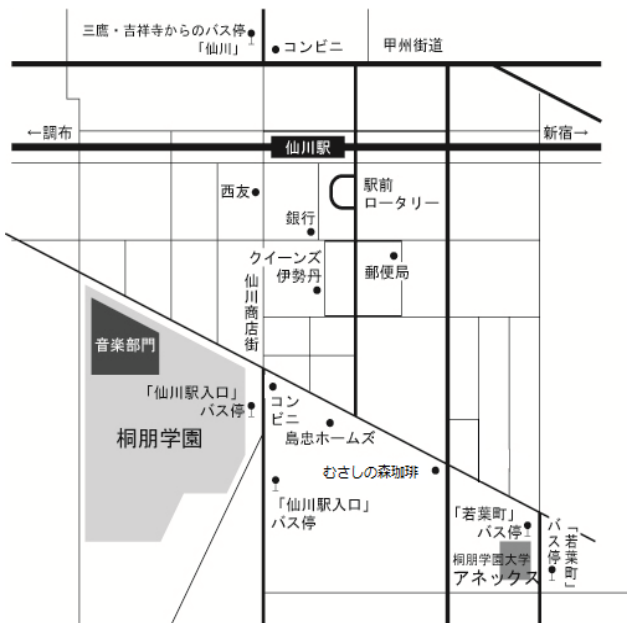 三鷹・吉祥寺からのバス停
「仙川」
コンビニ
甲州街道
←調布
新宿→
仙川駅
西友
駅前
ロータリー
銀行
クイーンズ
伊勢丹
郵便局
仙川商店街
音楽部門
「仙川駅入口」
バス停
コン
ビニ
桐朋学園
島忠ホームズ
むさしの森珈琲
「仙川駅入口」
バス停
「若葉町」
バス停
「若葉町」
バス停
桐朋学園大学
アネックス